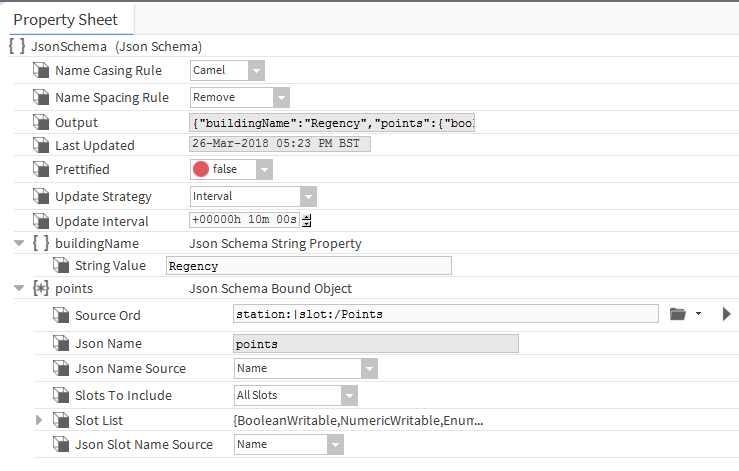 Property Sheet
JsonSchema (Json Schema)
Name Casing Rule Camel
Name Spacing Rule Remove
Output {"buildingName":"Regency","points":{"bool
Last Updated 26-Mar-2018 05:23 PM BST
Prettified false
Update Strategy Interval
Update Interval +00000h 10m 00s
{ } buildingName Json Schema String Property
String Value Regency
{*} points Json Schema Bound Object
Source Ord station:|slot:/Points
Json Name points
Json Name Source Name
Slots To Include All Slots
Slot List {BooleanWritable,NumericWritable,Enum...
Json Slot Name Source Name